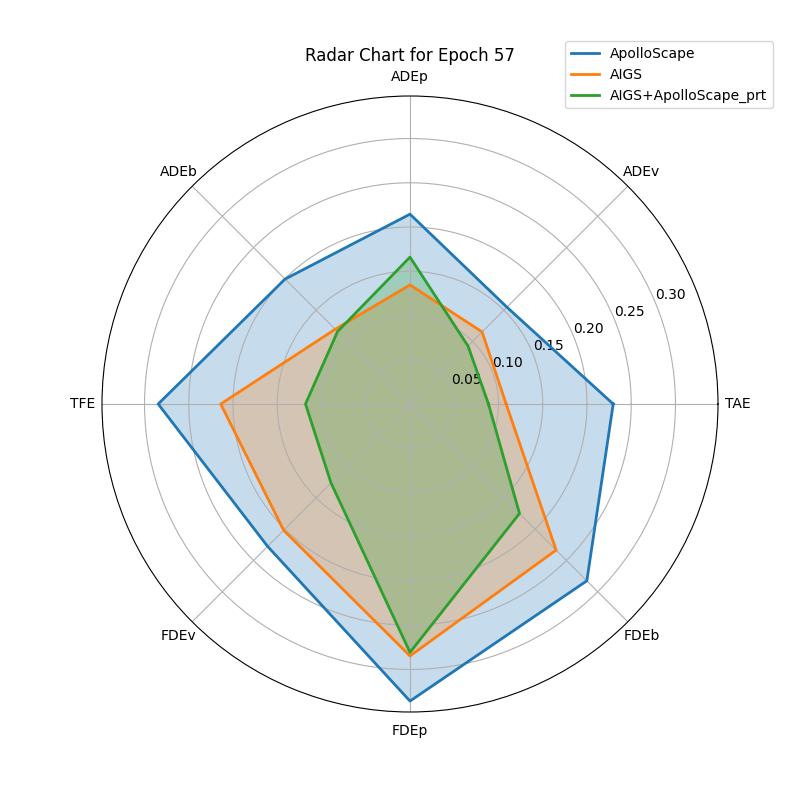 Radar Chart for Epoch 57
ApolloScape
AIGS
AIGS+ApolloScape_prt
ADEp
ADEb
ADEv
0.30
0.25
0.20
0.15
0.10
0.05
TFE
TAE
FDEv
FDEb
FDEp